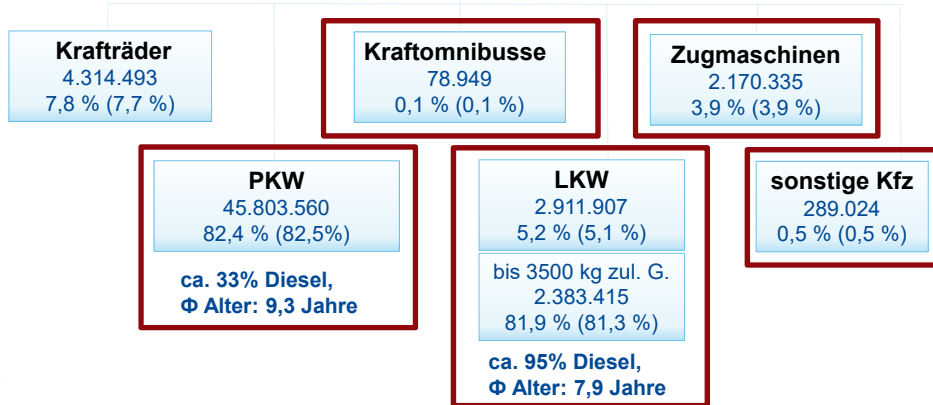 Krafträder
4.314.493
7,8 % (7,7 %)
Kraftomnibusse
78.949
0,1 % (0,1 %)
Zugmaschinen
2.170.335
3,9 % (3,9 %)
PKW
45.803.560
82,4 % (82,5%)
ca. 33% Diesel,
Φ Alter: 9,3 Jahre
LKW
2.911.907
5,2 % (5,1 %)
bis 3500 kg zul. G.
2.383.415
81,9 % (81,3 %)
ca. 95% Diesel,
Φ Alter: 7,9 Jahre
sonstige Kfz
289.024
0,5 % (0,5 %)